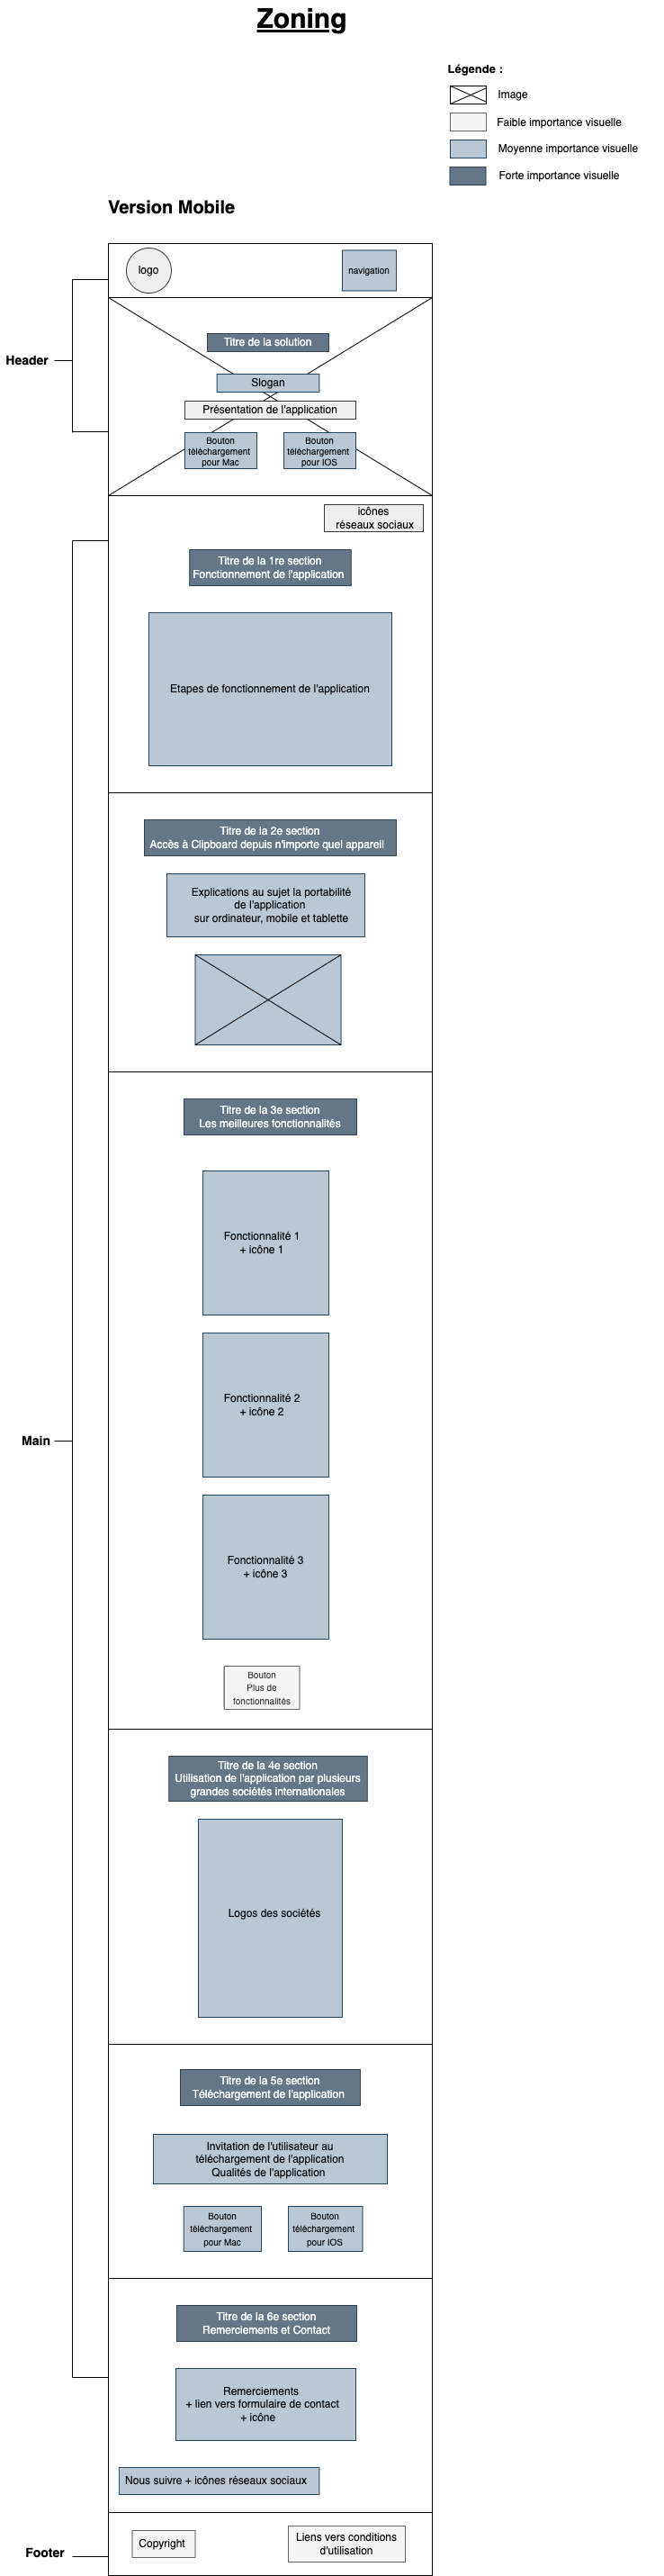 Zoning
Légende :
Image
Faible importance visuelle
Moyenne importance visuelle
Forte importance visuelle
Version Mobile
logo
navigation
Header
Titre de la solution
Slogan
Présentation de l'application
Bouton
téléchargement
pour Mac
Bouton
téléchargement
pour IOS
icônes
réseaux sociaux
Titre de la 1re section
Fonctionnement de l'application
Etapes de fonctionnement de l'application
Titre de la 2e section
Accès à Clipboard depuis n'importe quel appareil
Explications au sujet la portabilité
de l'application
sur ordinateur, mobile et tablette
Titre de la 3e section
Les meilleures fonctionnalités
Fonctionnalité 1
+ icône 1
Fonctionnalité 2
+ icône 2
Main
Fonctionnalité 3
+ icône 3
Bouton
Plus de
fonctionnalités
Titre de la 4e section
Utilisation de l'application par plusieurs
grandes sociétés internationales
Logos des sociétés
Titre de la 5e section
Téléchargement de l'application
Invitation de l'utilisateur au
téléchargement de l'application
Qualités de l'application
Bouton
téléchargement
pour Mac
Bouton
téléchargement
pour IOS
Titre de la 6e section
Remerciements et Contact
Remerciements
+ lien vers formulaire de contact
+ icône
Nous suivre + icônes réseaux sociaux
Footer
Copyright
Liens vers conditions
d'utilisation